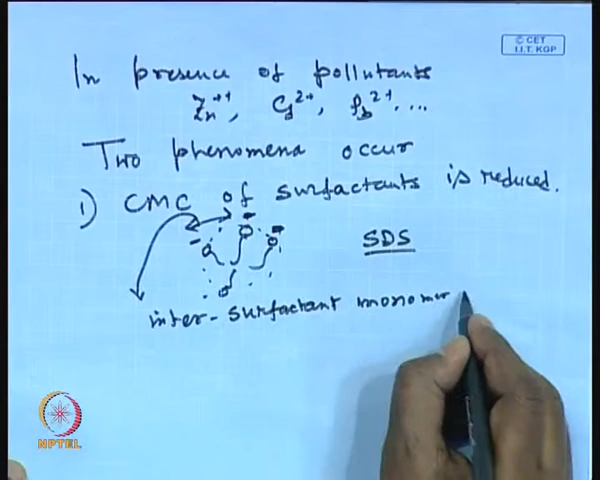 © CET
I.I.T. KGP
In presence of pollutants
Zn++, Cd2+, Pb2+, ...
Two phenomena occur
1) CMC of surfactants is reduced.
SDS
inter-surfactant monomer
NPTEL